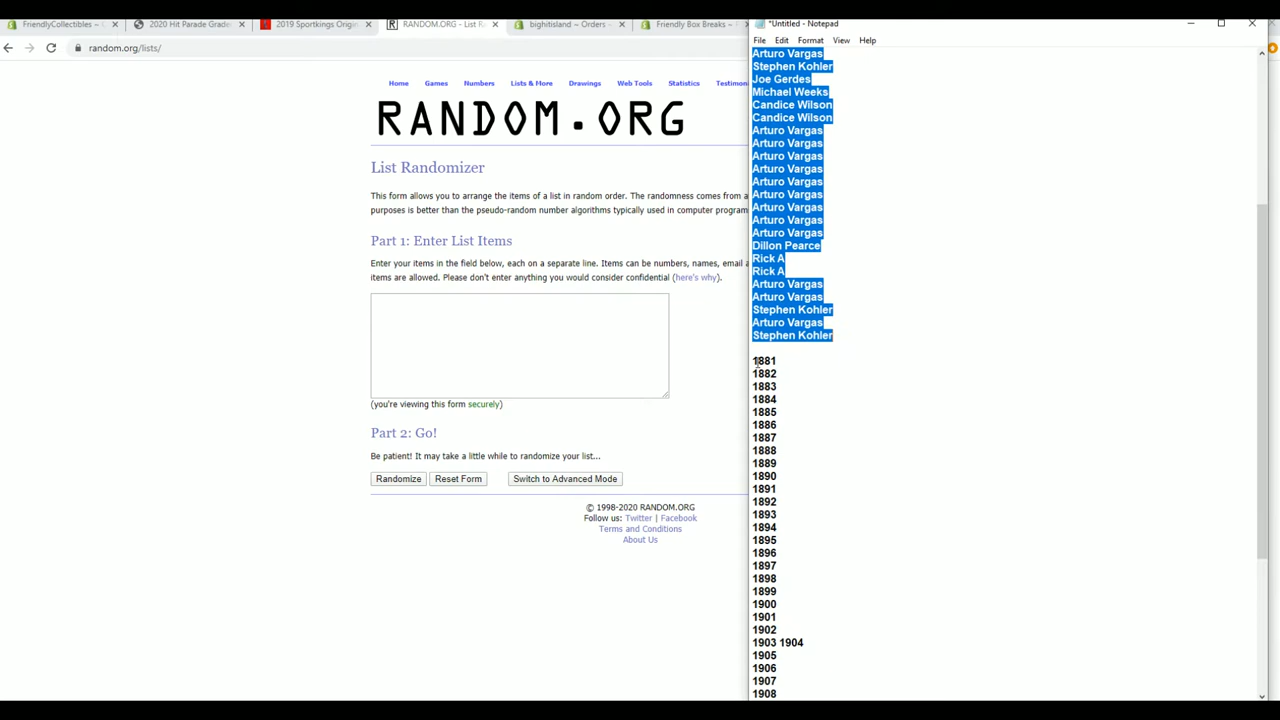 FriendlyCollectibles ~
2020 Hit Parade Grade
2019 Sportkings Origin
RANDOM.ORG - List R
bighitisland ~ Orders
Friendly Box Breaks ~
*Untitled - Notepad
random.org/lists/
File Edit Format View Help
Home Games Numbers Lists & More Drawings Web Tools Statistics Testimon
RANDOM.ORG
List Randomizer
This form allows you to arrange the items of a list in random order. The randomness comes from a
purposes is better than the pseudo-random number algorithms typically used in computer program
Part 1: Enter List Items
Enter your items in the field below, each on a separate line. Items can be numbers, names, email a
items are allowed. Please don't enter anything you would consider confidential (here's why).
(you're viewing this form securely)
Part 2: Go!
Be patient! It may take a little while to randomize your list...
Randomize Reset Form Switch to Advanced Mode
© 1998-2020 RANDOM.ORG
Follow us: Twitter | Facebook
Terms and Conditions
About Us
Arturo Vargas
Stephen Kohler
Joe Gerdes
Michael Weeks
Candice Wilson
Candice Wilson
Arturo Vargas
Arturo Vargas
Arturo Vargas
Arturo Vargas
Arturo Vargas
Arturo Vargas
Arturo Vargas
Arturo Vargas
Arturo Vargas
Dillon Pearce
Rick A
Rick A
Arturo Vargas
Arturo Vargas
Stephen Kohler
Arturo Vargas
Stephen Kohler
1881
1882
1883
1884
1885
1886
1887
1888
1889
1890
1891
1892
1893
1894
1895
1896
1897
1898
1899
1900
1901
1902
1903 1904
1905
1906
1907
1908